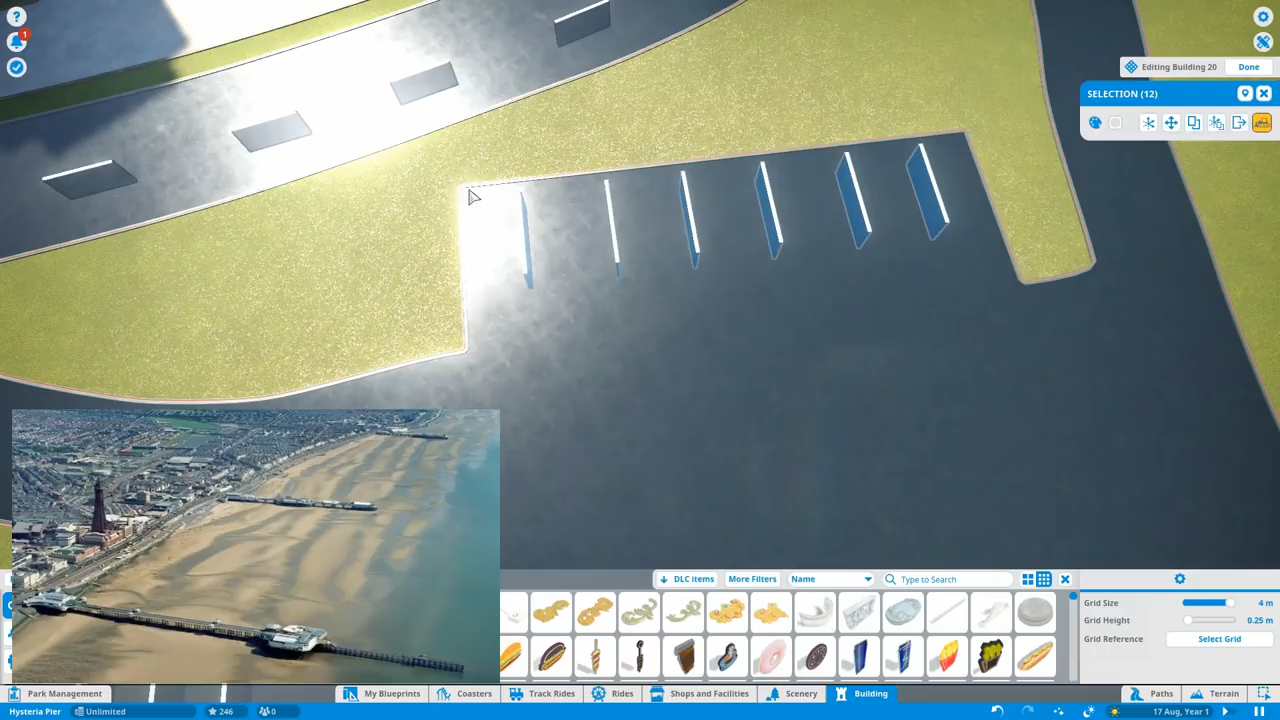 ?
1
Editing Building 20 Done
SELECTION (12)
DLC items More Filters Name Type to Search
Grid Size 4 m
Grid Height 0.25 m
Grid Reference Select Grid
Park Management My Blueprints Coasters Track Rides Rides Shops and Facilities Scenery Building Paths Terrain
Hysteria Pier Unlimited 246 0 17 Aug, Year 1